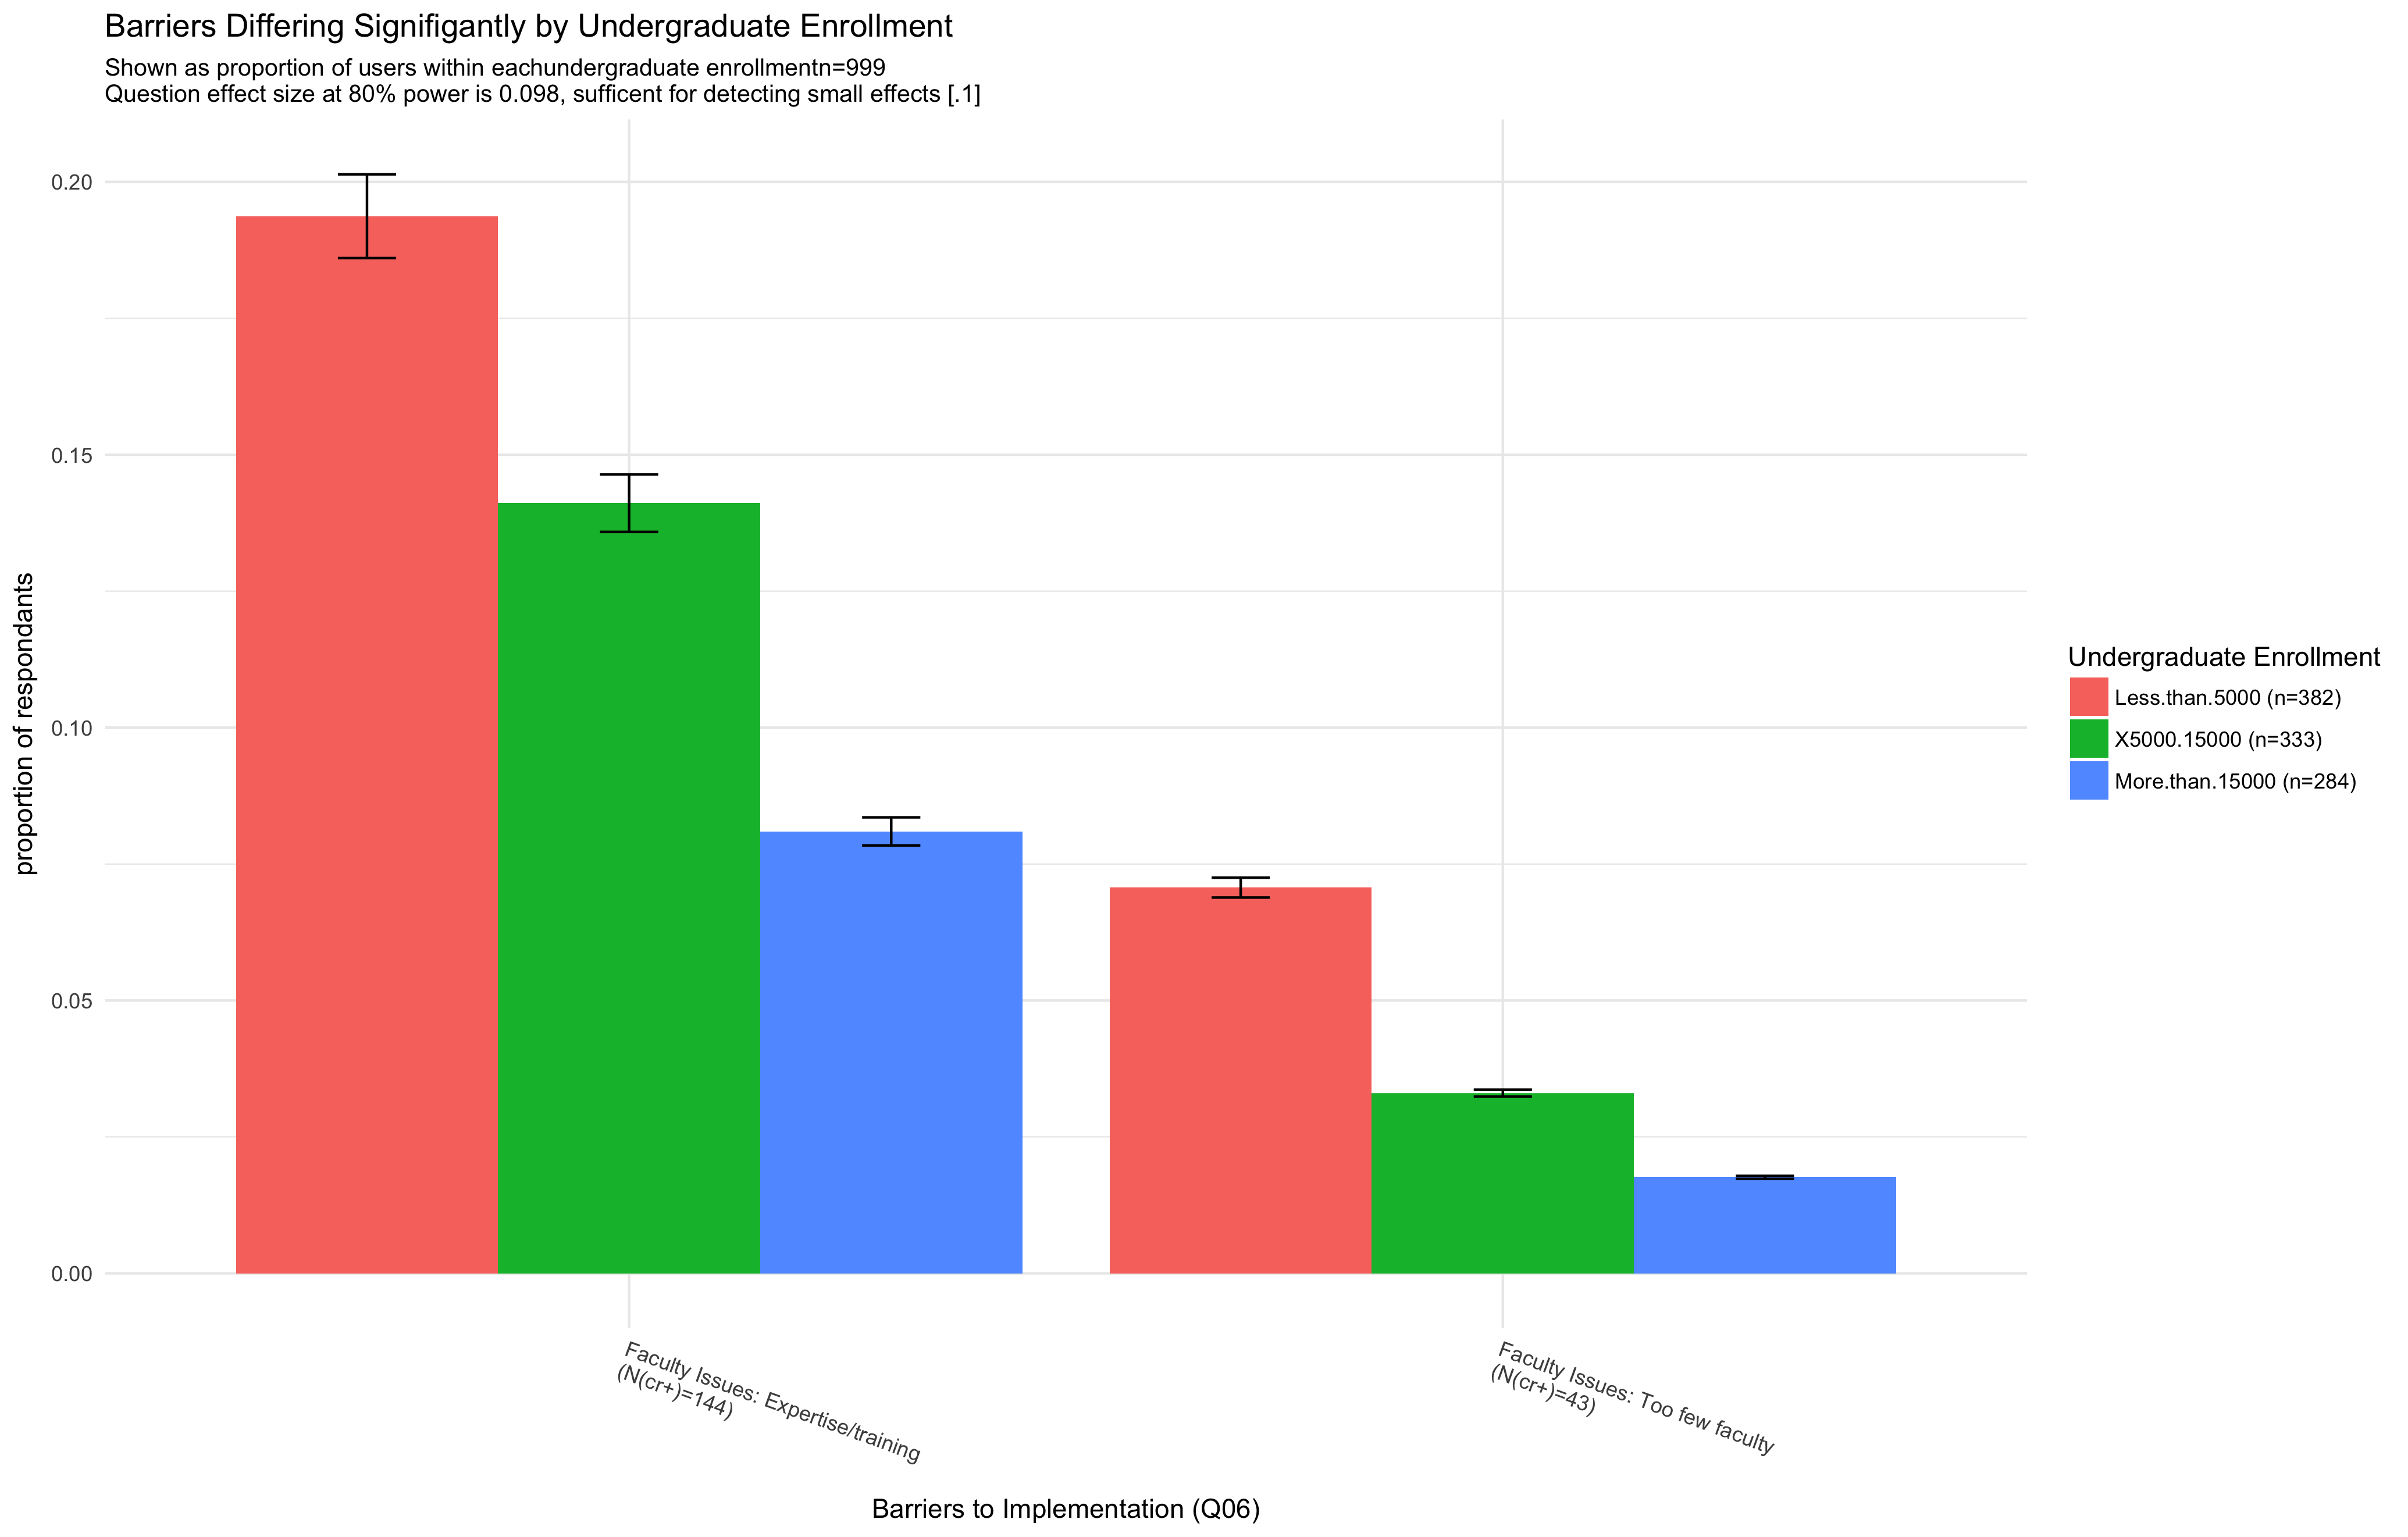 Barriers Differing Signifigantly by Undergraduate Enrollment
Shown as proportion of users within eachundergraduate enrollmentn=999
Question effect size at 80% power is 0.098, sufficent for detecting small effects [.1]
proportion of respondants
0.20
0.15
0.10
0.05
0.00
Faculty Issues: Expertise/training
(N(cr+)=144)
Faculty Issues: Too few faculty
(N(cr+)=43)
Barriers to Implementation (Q06)
Undergraduate Enrollment
Less.than.5000 (n=382)
X5000.15000 (n=333)
More.than.15000 (n=284)